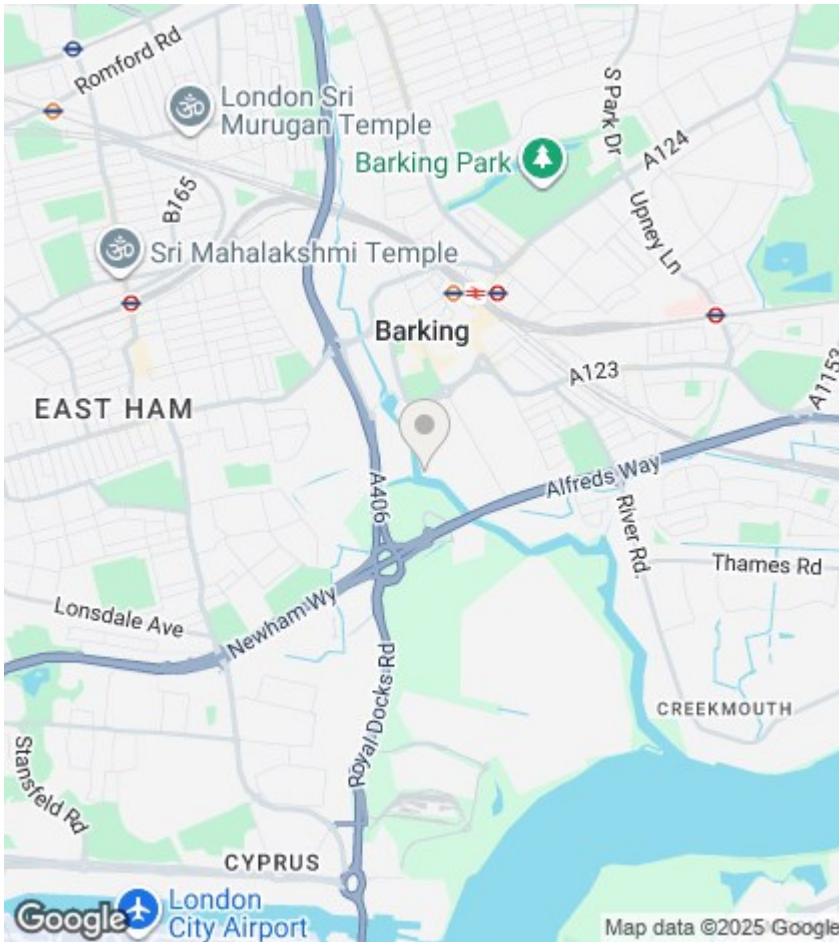 Romford Rd
London Sri
Murugan Temple
S Park Dr
A124
Barking Park
B165
Upney Ln
Sri Mahalakshmi Temple
Barking
A123
A1153
EAST HAM
A406
Alfreds Way
River Rd.
Thames Rd
Lonsdale Ave
Newham Wy
Royal Docks Rd
CREEKMOUTH
Stansfeld Rd
CYPRUS
London
City Airport
Google
Map data ©2025 Google